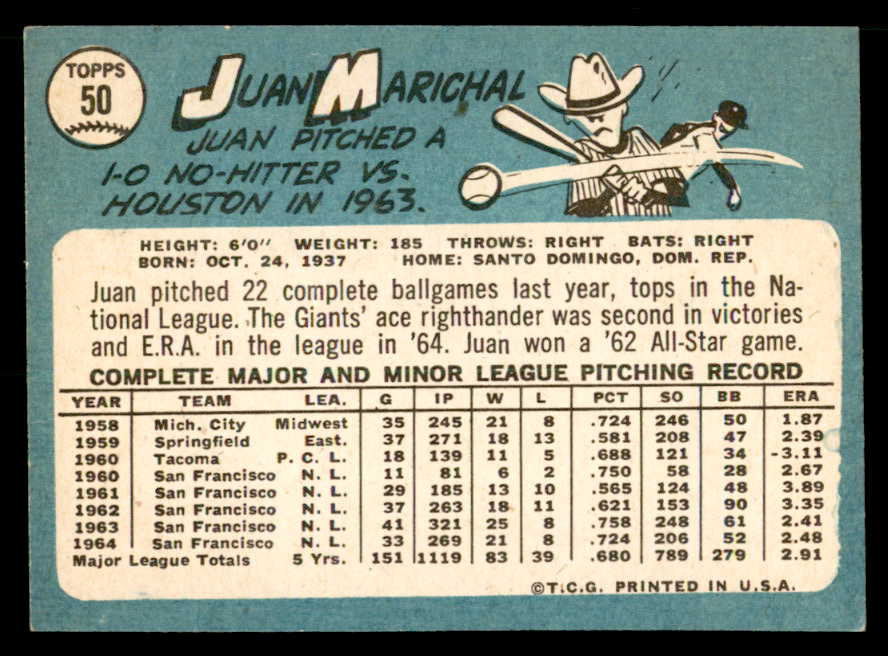 TOPPS
50
JUAN MARICHAL
JUAN PITCHED A
1-0 NO-HITTER VS.
HOUSTON IN 1963.
HEIGHT: 6'0" WEIGHT: 185 THROWS: RIGHT BATS: RIGHT
BORN: OCT. 24, 1937 HOME: SANTO DOMINGO, DOM. REP.
Juan pitched 22 complete ballgames last year, tops in the Na-
tional League. The Giants' ace righthander was second in victories
and E.R.A. in the league in '64. Juan won a '62 All-Star game.
COMPLETE MAJOR AND MINOR LEAGUE PITCHING RECORD
YEAR TEAM LEA. G IP W L PCT SO BB ERA
1958 Mich. City Midwest 35 245 21 8 .724 246 50 1.87
1959 Springfield East. 37 271 18 13 .581 208 47 2.39
1960 Tacoma P. C. L. 18 139 11 5 .688 121 34 -3.11
1960 San Francisco N. L. 11 81 6 2 .750 58 28 2.67
1961 San Francisco N. L. 29 185 13 10 .565 124 48 3.89
1962 San Francisco N. L. 37 263 18 11 .621 153 90 3.35
1963 San Francisco N. L. 41 321 25 8 .758 248 61 2.41
1964 San Francisco N. L. 33 269 21 8 .724 206 52 2.48
Major League Totals 5 Yrs. 151 1119 83 39 .680 789 279 2.91
©T.C.G. PRINTED IN U.S.A.